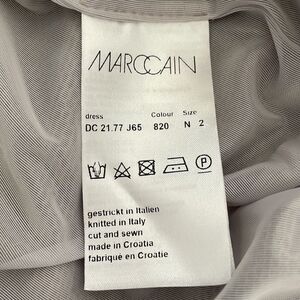 MARCCAIN
dress Colour Size
DC 21.77 J65 820 N 2
P
gestrickt in Italien
knitted in Italy
cut and sewn
made in Croatia
fabriqué en Croatie